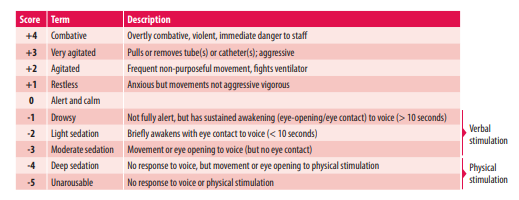 Score Term Description
+4 Combative Overtly combative, violent, immediate danger to staff
+3 Very agitated Pulls or removes tube(s) or catheter(s); aggressive
+2 Agitated Frequent non-purposeful movement, fights ventilator
+1 Restless Anxious but movements not aggressive vigorous
0 Alert and calm
-1 Drowsy Not fully alert, but has sustained awakening (eye-opening/eye contact) to voice (> 10 seconds)
-2 Light sedation Briefly awakens with eye contact to voice (< 10 seconds)
-3 Moderate sedation Movement or eye opening to voice (but no eye contact)
Verbal
stimulation
-4 Deep sedation No response to voice, but movement or eye opening to physical stimulation
-5 Unarousable No response to voice or physical stimulation
Physical
stimulation